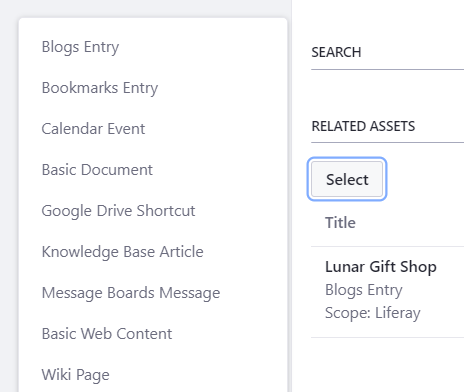 Blogs Entry
Bookmarks Entry
Calendar Event
Basic Document
Google Drive Shortcut
Knowledge Base Article
Message Boards Message
Basic Web Content
Wiki Page
SEARCH
RELATED ASSETS
Select
Title
Lunar Gift Shop
Blogs Entry
Scope: Liferay